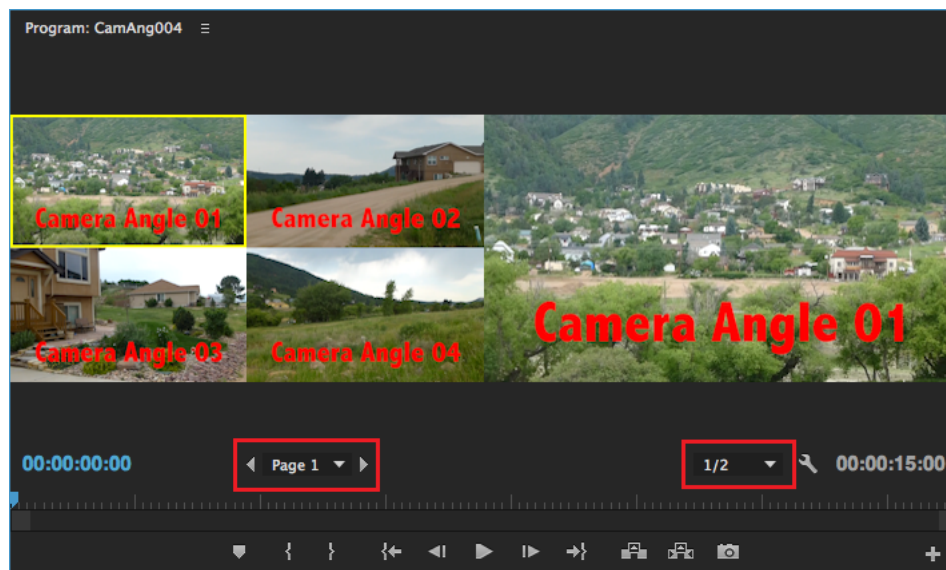 Program: CamAng004
Camera Angle 01
Camera Angle 02
Camera Angle 03
Camera Angle 04
Camera Angle 01
00:00:00:00
Page 1
1/2
00:00:15:00